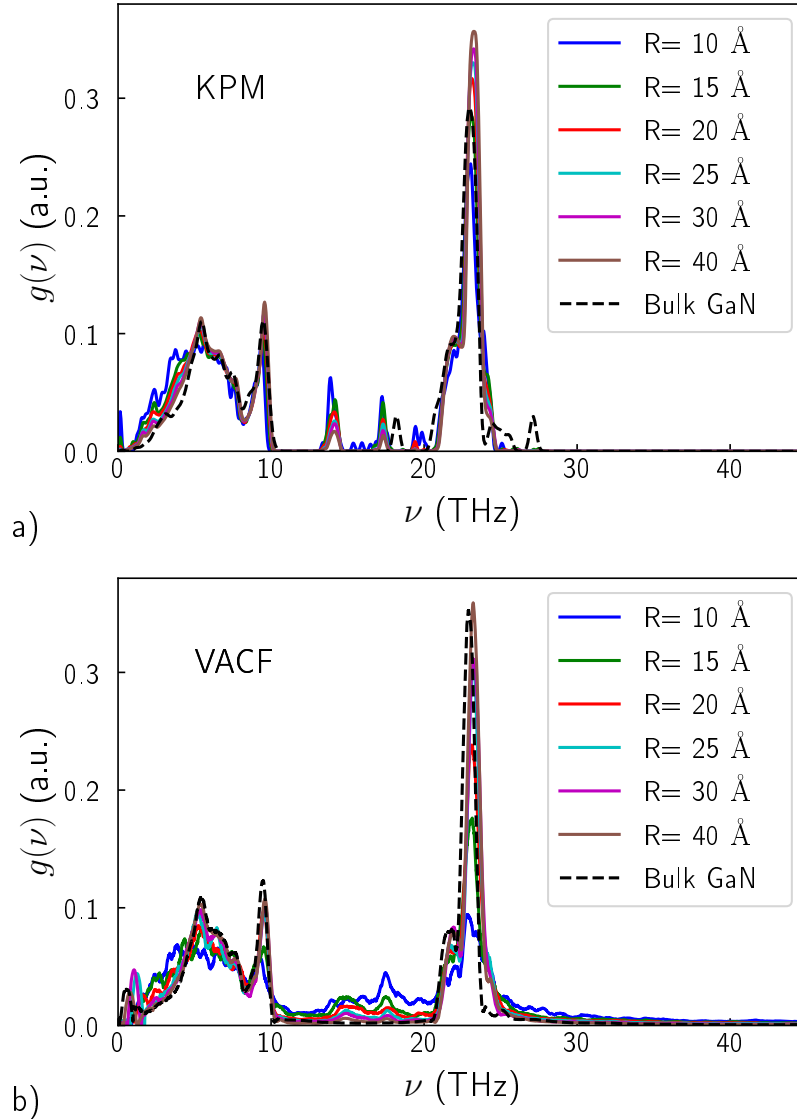 KPM
R= 10 Å
R= 15 Å
R= 20 Å
R= 25 Å
R= 30 Å
R= 40 Å
Bulk GaN
g(ν) (a.u.)
0.3
0.2
0.1
0.0
0 10 20 30 40
ν (THz)
a)
VACF
R= 10 Å
R= 15 Å
R= 20 Å
R= 25 Å
R= 30 Å
R= 40 Å
Bulk GaN
g(ν) (a.u.)
0.3
0.2
0.1
0.0
0 10 20 30 40
ν (THz)
b)